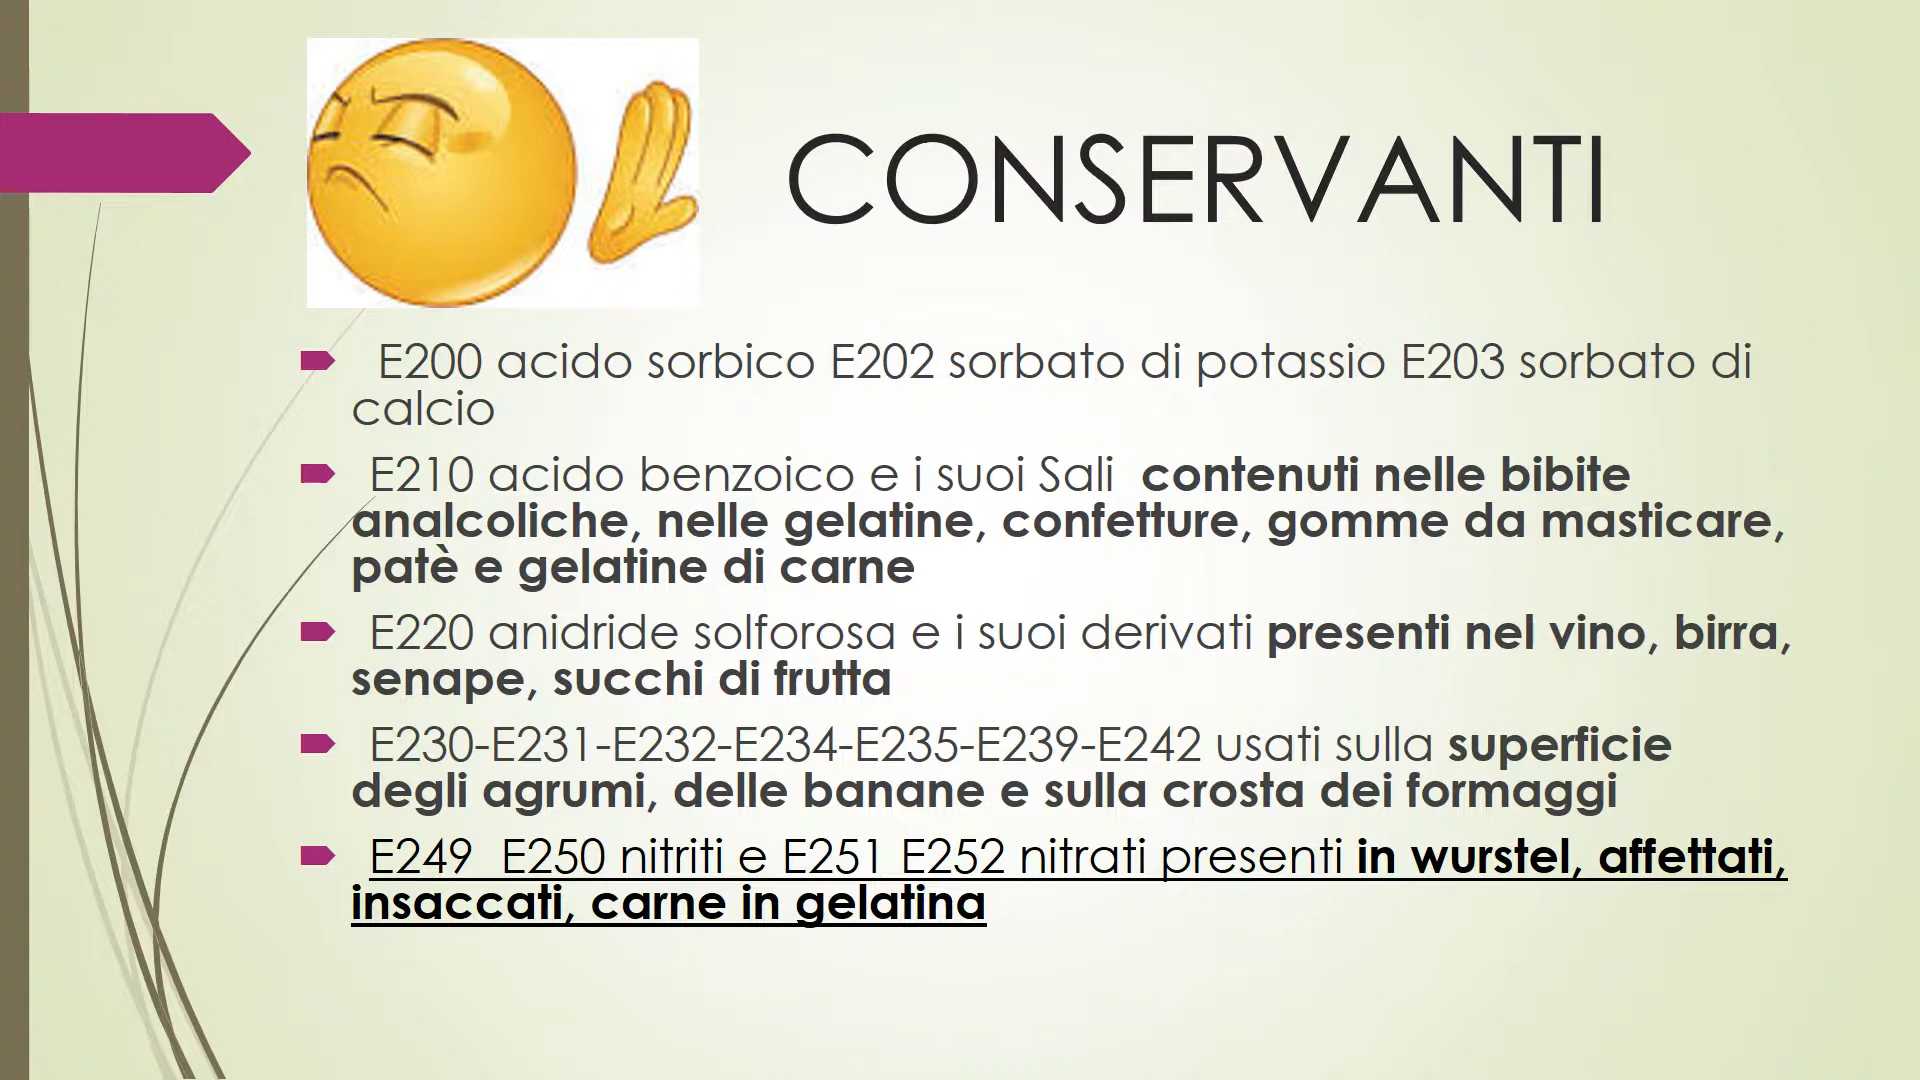 CONSERVANTI
E200 acido sorbico E202 sorbato di potassio E203 sorbato di
calcio
E210 acido benzoico e i suoi Sali contenuti nelle bibite
analcoliche, nelle gelatine, confetture, gomme da masticare,
patè e gelatine di carne
E220 anidride solforosa e i suoi derivati presenti nel vino, birra,
senape, succhi di frutta
E230-E231-E232-E234-E235-E239-E242 usati sulla superficie
degli agrumi, delle banane e sulla crosta dei formaggi
E249 E250 nitriti e E251 E252 nitrati presenti in wurstel, affettati,
insaccati, carne in gelatina